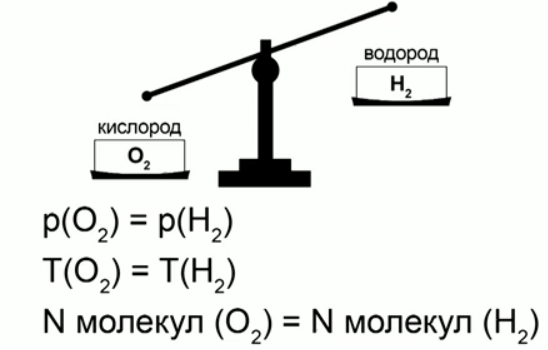 водород
H₂
кислород
O₂
p(O₂) = p(H₂)
T(O₂) = T(H₂)
N молекул (O₂) = N молекул (H₂)